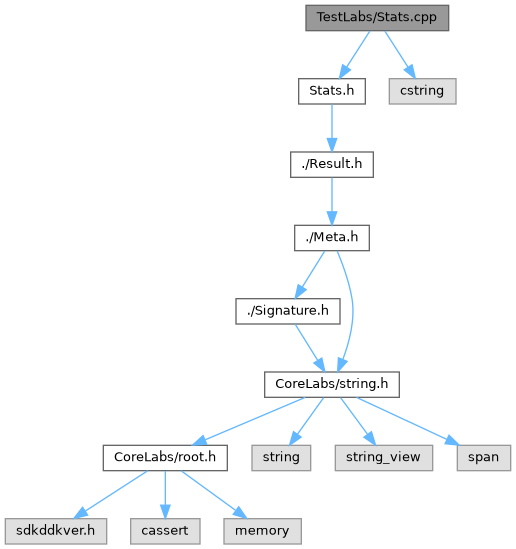 TestLabs/Stats.cpp
Stats.h
cstring
./Result.h
./Meta.h
./Signature.h
CoreLabs/string.h
CoreLabs/root.h
string
string_view
span
sdkddkver.h
cassert
memory